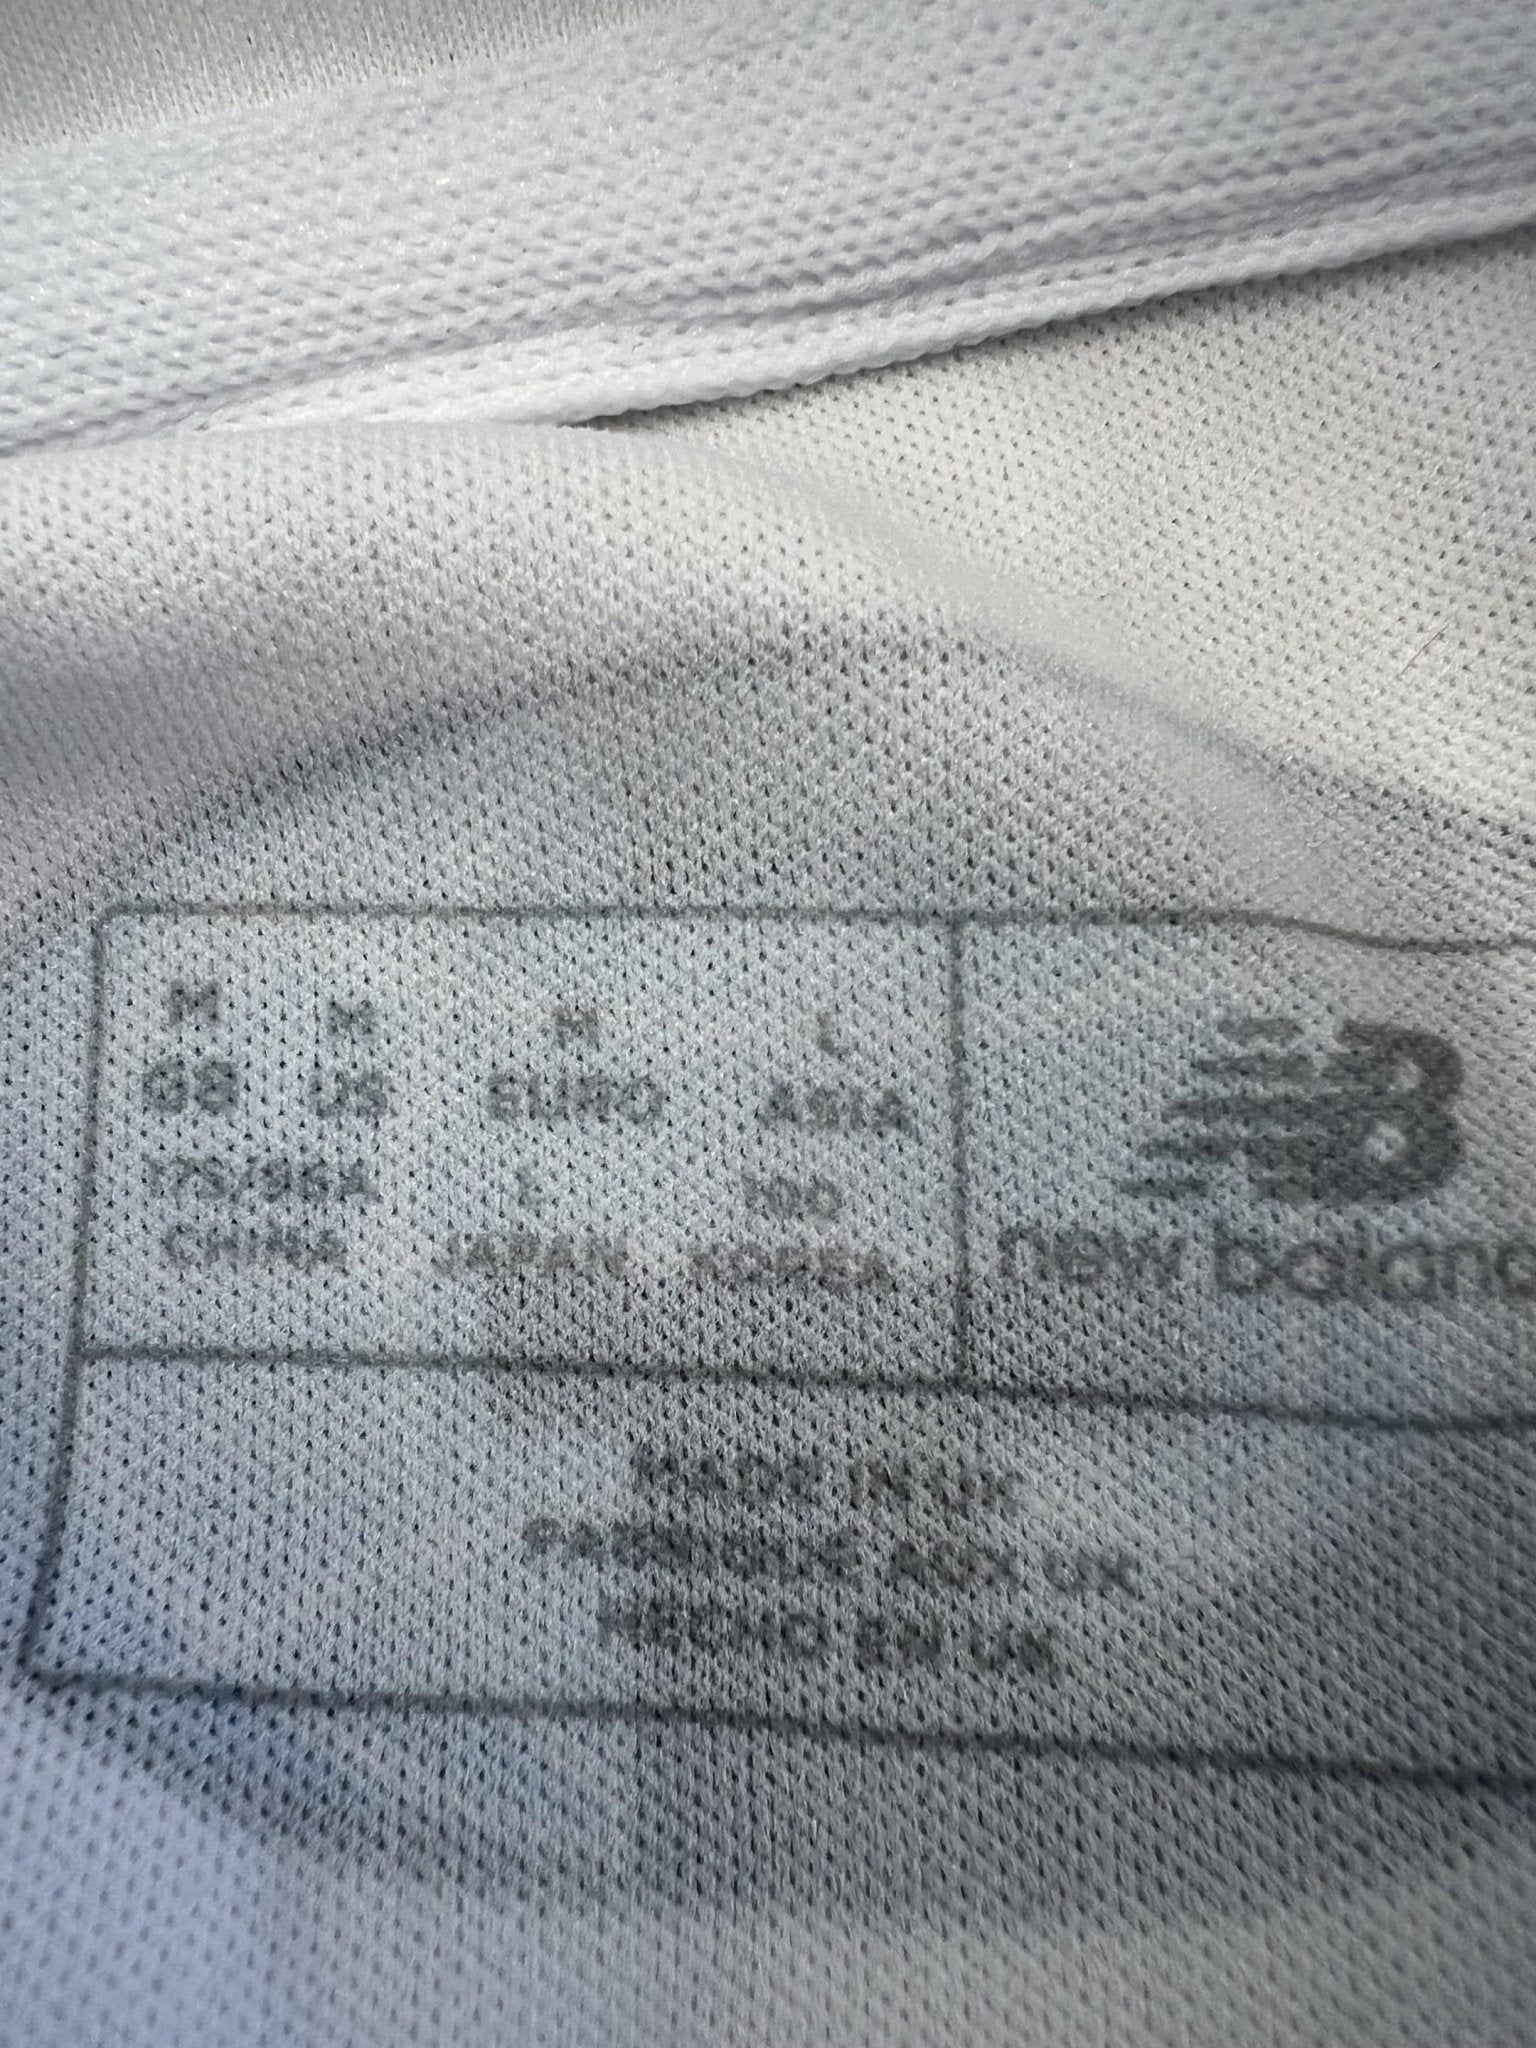 M M M L
GB US EURO ASIA
175/96A L 100
CHINA JAPAN KOREA
new balance
MADE IN UK
FABRIQUÉ AU UK
HECHO EN UK